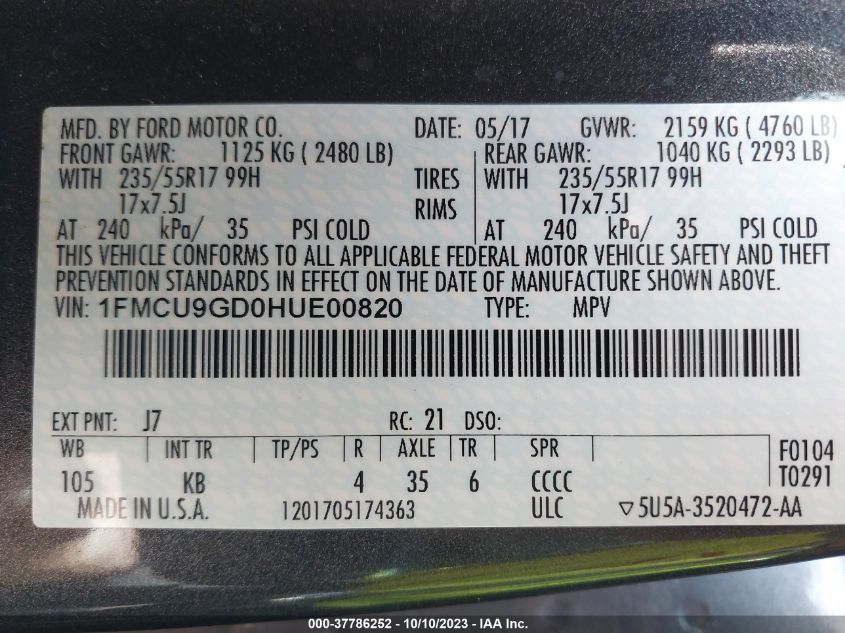 MFD. BY FORD MOTOR CO. DATE: 05/17 GVWR: 2159 KG ( 4760 LB)
FRONT GAWR: 1125 KG ( 2480 LB) REAR GAWR: 1040 KG ( 2293 LB)
WITH 235/55R17 99H TIRES WITH 235/55R17 99H
17x7.5J RIMS 17x7.5J
AT 240 kPa/ 35 PSI COLD AT 240 kPa/ 35 PSI COLD
THIS VEHICLE CONFORMS TO ALL APPLICABLE FEDERAL MOTOR VEHICLE SAFETY AND THEFT
PREVENTION STANDARDS IN EFFECT ON THE DATE OF MANUFACTURE SHOWN ABOVE.
VIN: 1FMCU9GD0HUE00820 TYPE: MPV
EXT PNT: J7 RC: 21 DSO:
WB INT TR TP/PS R AXLE TR SPR F0104
105 KB 4 35 6 CCCC T0291
MADE IN U.S.A. 1201705174363 ULC ▽5U5A-3520472-AA
000-37786252 - 10/10/2023 - IAA Inc.